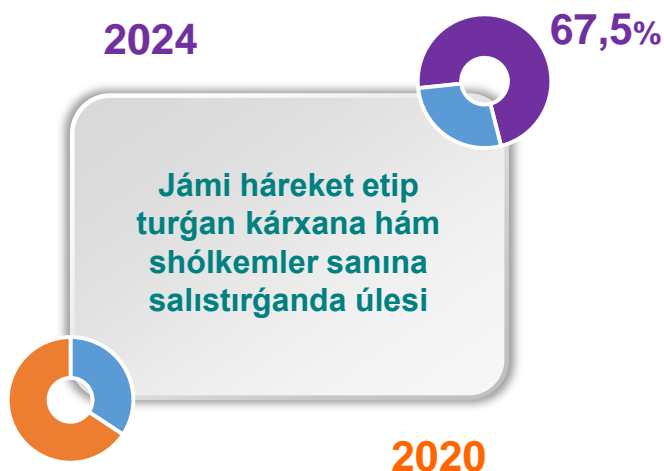 2024
67,5%
Jámi háreket etip
turǵan kárxana hám
shólkemler sanına
salıstırǵanda úlesi
2020